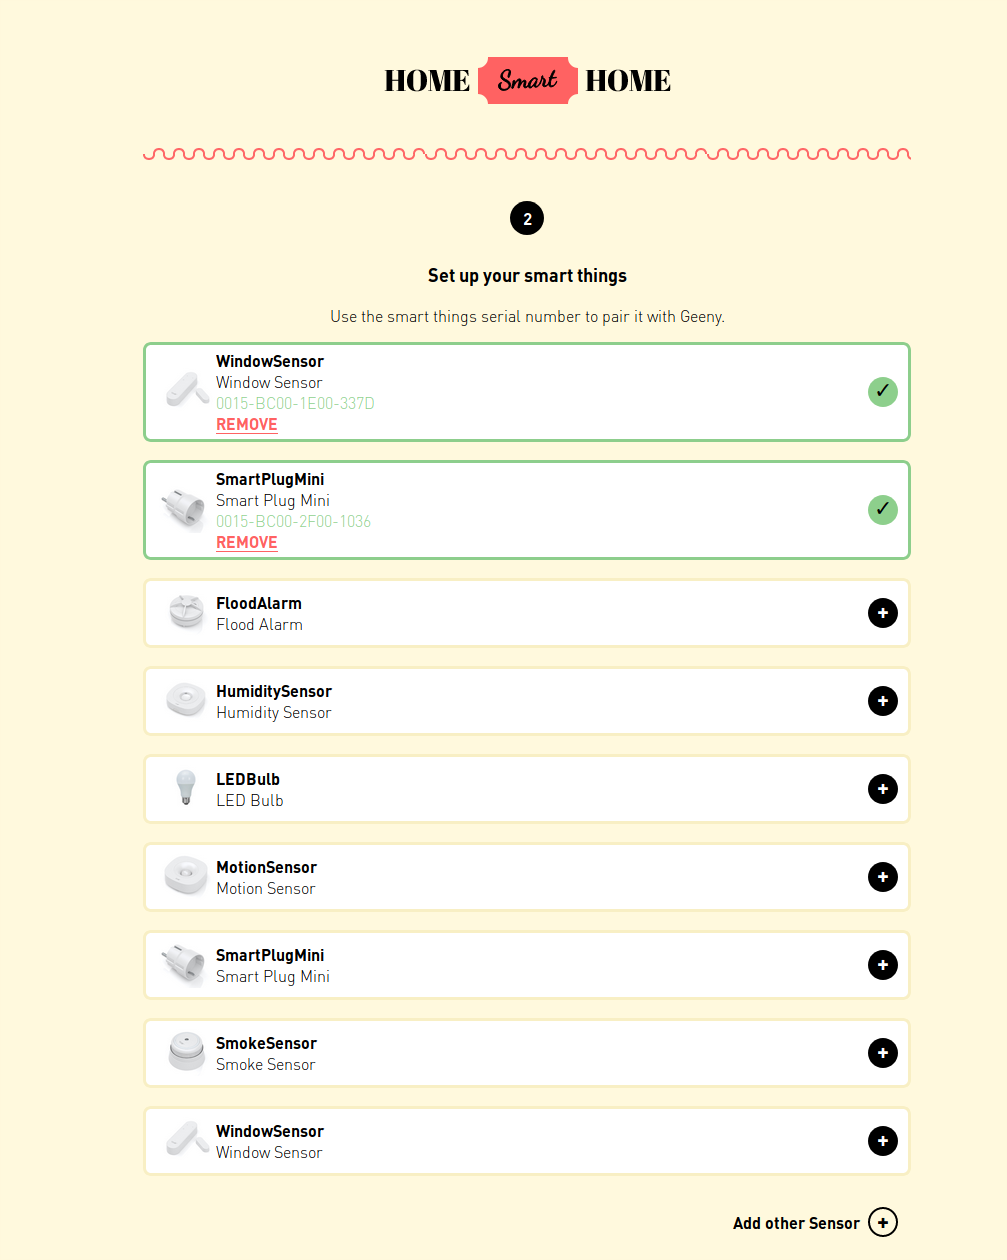 HOME Smart HOME
2
Set up your smart things
Use the smart things serial number to pair it with Geeny.
WindowSensor
Window Sensor
0015-BC00-1E00-337D
REMOVE
SmartPlugMini
Smart Plug Mini
0015-BC00-2F00-1036
REMOVE
FloodAlarm
Flood Alarm
HumiditySensor
Humidity Sensor
LEDBulb
LED Bulb
MotionSensor
Motion Sensor
SmartPlugMini
Smart Plug Mini
SmokeSensor
Smoke Sensor
WindowSensor
Window Sensor
Add other Sensor